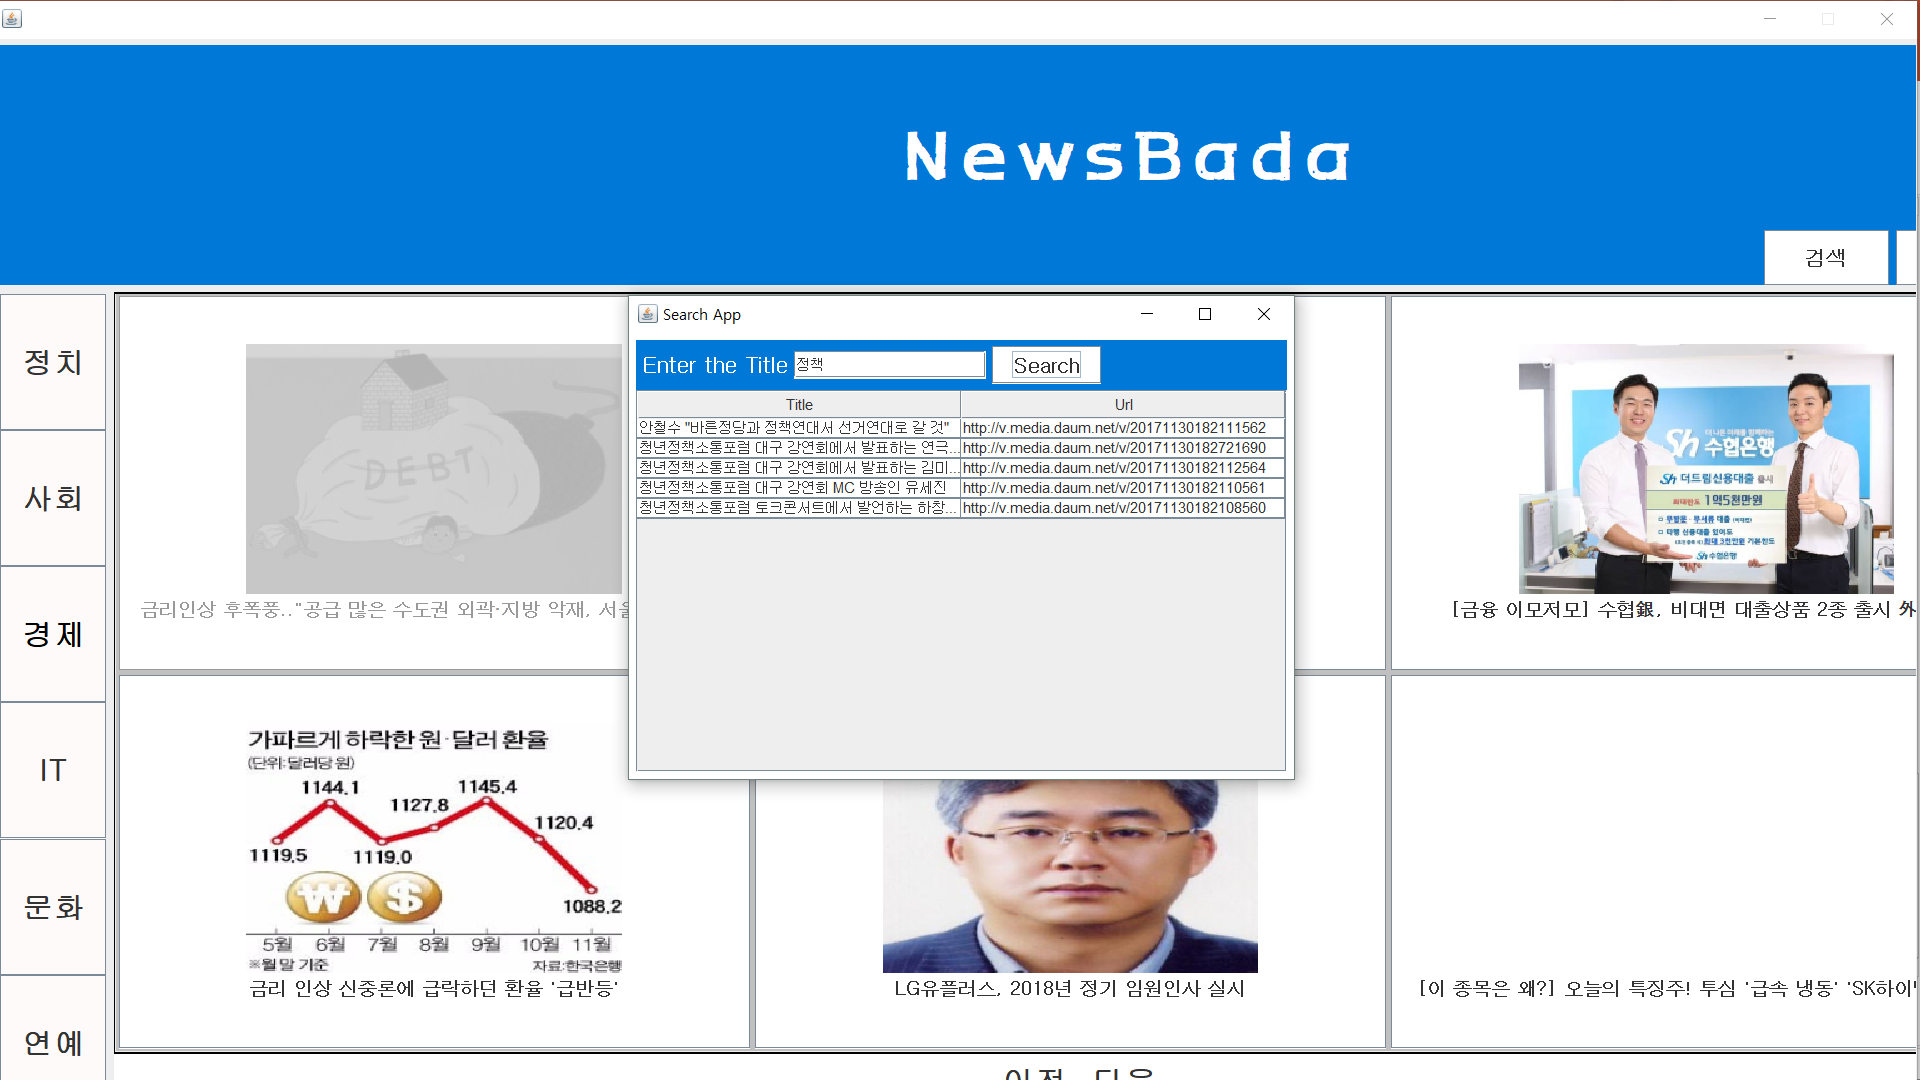 NewsBada
검색
정치
사회
경제
IT
문화
연예
Search App
Enter the Title 정책 Search
Title Url
안철수 "바른정당과 정책연대서 선거연대로 갈 것" http://v.media.daum.net/v/20171130182111562
청년정책소통포럼 대구 강연회에서 발표하는 연극... http://v.media.daum.net/v/20171130182721690
청년정책소통포럼 대구 강연회에서 발표하는 김미... http://v.media.daum.net/v/20171130182112564
청년정책소통포럼 대구 강연회 MC 방송인 유세진 http://v.media.daum.net/v/20171130182110561
청년정책소통포럼 토크콘서트에서 발언하는 하창... http://v.media.daum.net/v/20171130182108560
DEBT
금리인상 후폭풍.."공급 많은 수도권 외곽·지방 악재, 서울
Sh 수협은행
Sh 더드림신용대출 출시
최대한도 1억5천만원
Sh 수협은행
[금융 이모저모] 수협銀, 비대면 대출상품 2종 출시 外
가파르게 하락한 원·달러 환율
(단위:달러당 원)
1144.1
1145.4
1127.8
1120.4
1119.5
1119.0
1088.2
₩ $
5월 6월 7월 8월 9월 10월 11월
※월말 기준 자료:한국은행
금리 인상 신중론에 급락하던 환율 '급반등'
LG유플러스, 2018년 정기 임원인사 실시
[이 종목은 왜?] 오늘의 특징주! 투심 '급속 냉동' 'SK하이
이전 다음